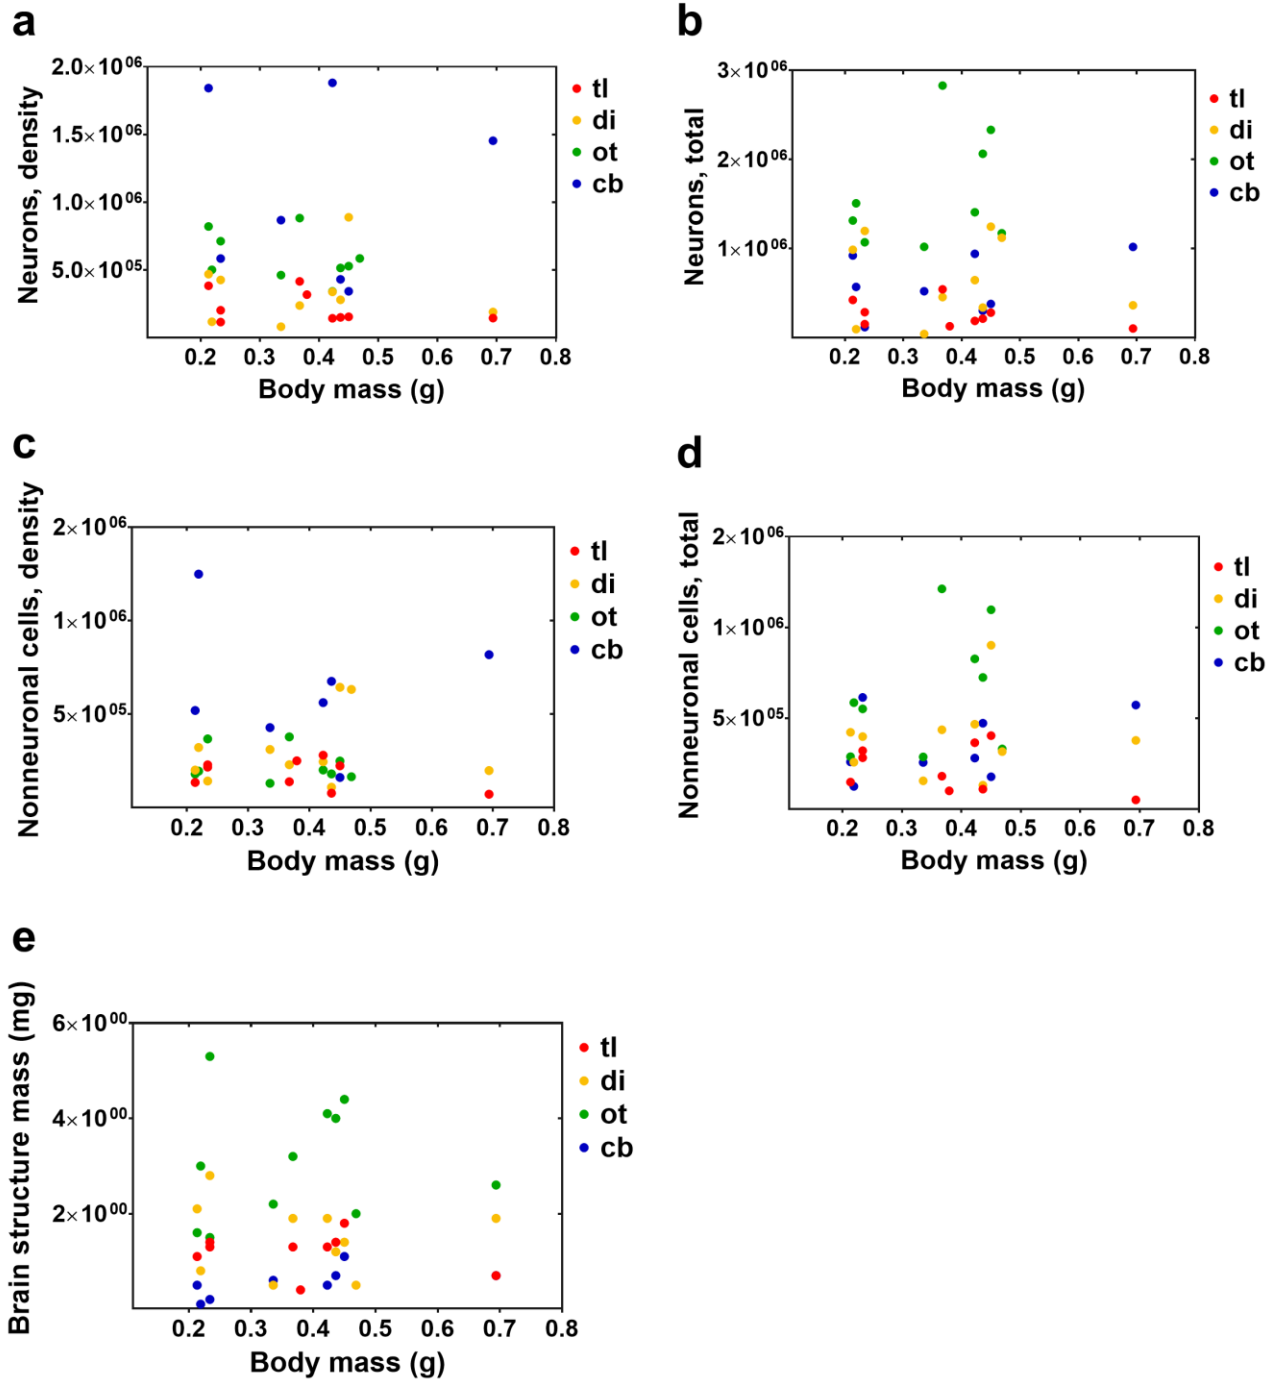 a
Neurons, density
2.0×10⁰⁶
1.5×10⁰⁶
1.0×10⁰⁶
5.0×10⁰⁵
0.2 0.3 0.4 0.5 0.6 0.7 0.8
Body mass (g)
tl
di
ot
cb
b
Neurons, total
3×10⁰⁶
2×10⁰⁶
1×10⁰⁶
0.2 0.3 0.4 0.5 0.6 0.7 0.8
Body mass (g)
tl
di
ot
cb
c
Nonneuronal cells, density
2×10⁰⁶
1×10⁰⁶
5×10⁰⁵
0.2 0.3 0.4 0.5 0.6 0.7 0.8
Body mass (g)
tl
di
ot
cb
d
Nonneuronal cells, total
2×10⁰⁶
1×10⁰⁶
5×10⁰⁵
0.2 0.3 0.4 0.5 0.6 0.7 0.8
Body mass (g)
tl
di
ot
cb
e
Brain structure mass (mg)
6×10⁰⁰
4×10⁰⁰
2×10⁰⁰
0.2 0.3 0.4 0.5 0.6 0.7 0.8
Body mass (g)
tl
di
ot
cb